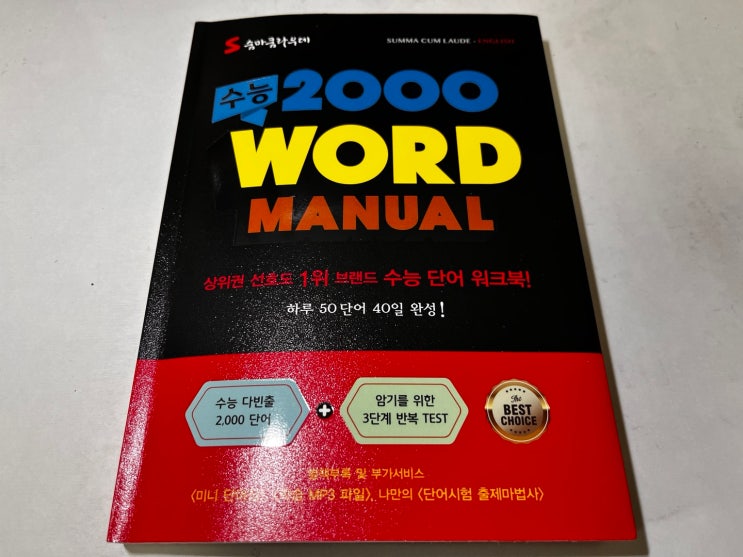 숨마쿰라우데
SUMMA CUM LAUDE - ENGLISH
수능 2000
WORD
MANUAL
상위권 선호도 1위 브랜드 수능 단어 워크북!
하루 50단어 40일 완성!
수능 다빈출
2,000 단어
+
암기를 위한
3단계 반복 TEST
The
BEST
CHOICE
별책부록 및 부가서비스
<미니 MP3 파일>, 나만의 <단어시험 출제마법사>